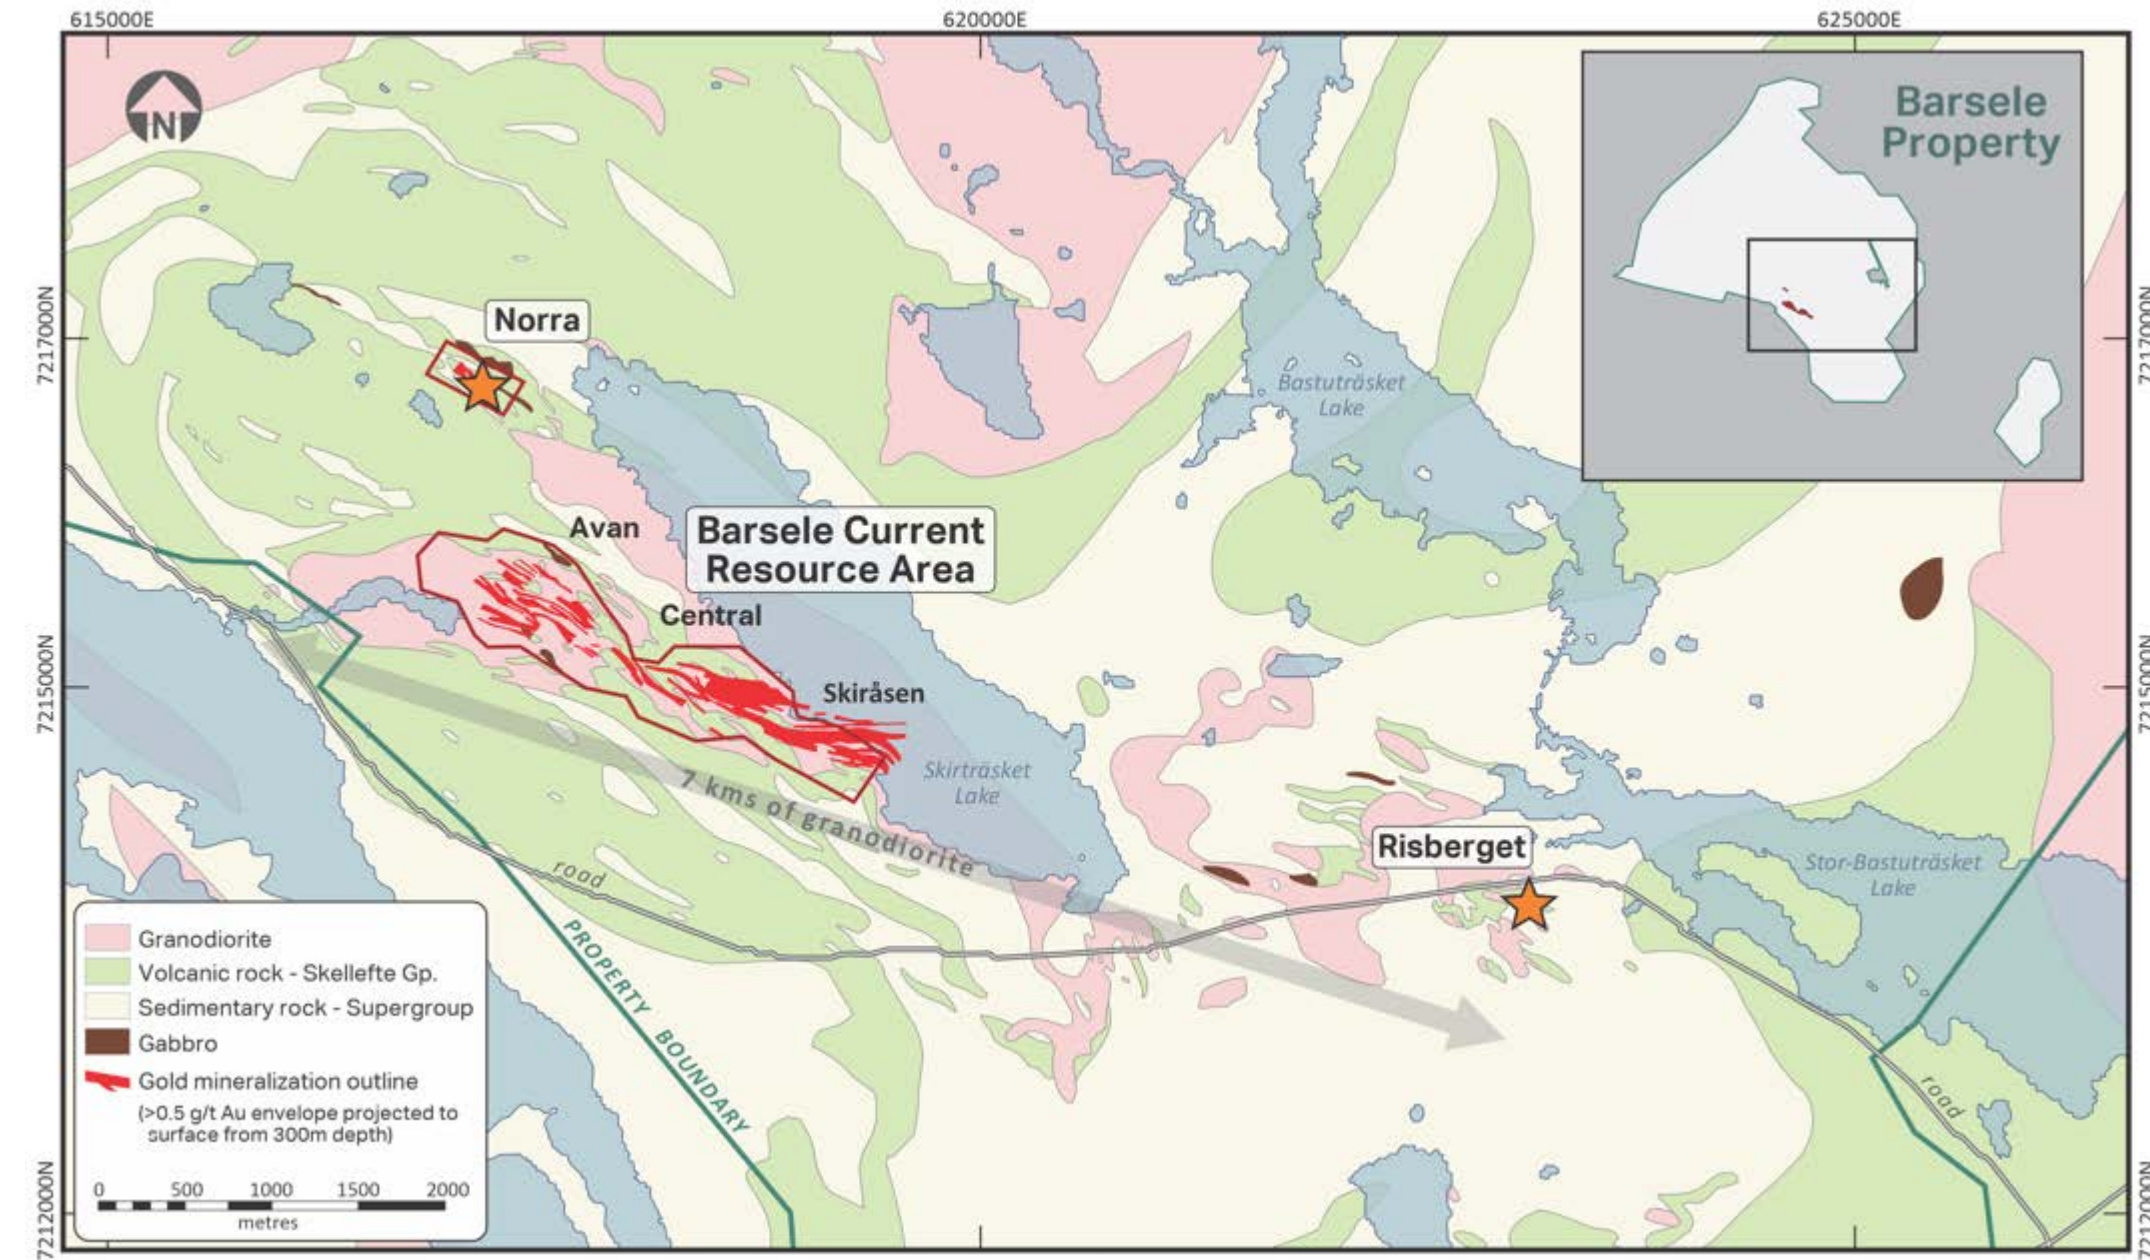 615000E
620000E
625000E
N
Barsele
Property
7217000N
7217000N
Norra
Bastuträsket
Lake
Avan
Barsele Current
Resource Area
Central
7215000N
7215000N
Skiråsen
Skirträsket
Lake
7 kms of granodiorite
Risberget
Stor-Bastuträsket
Lake
road
PROPERTY BOUNDARY
road
Granodiorite
Volcanic rock - Skellefte Gp.
Sedimentary rock - Supergroup
Gabbro
Gold mineralization outline
(>0.5 g/t Au envelope projected to
surface from 300m depth)
0 500 1000 1500 2000
metres
7212000N
7212000N